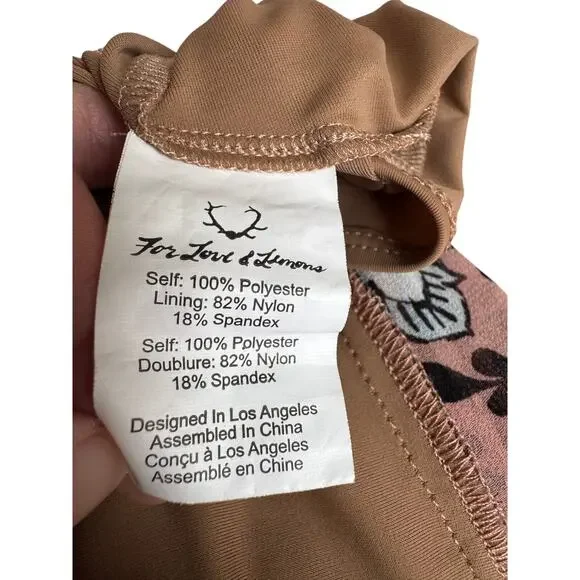 For Love & Lemons
Self: 100% Polyester
Lining: 82% Nylon
18% Spandex
Self: 100% Polyester
Doublure: 82% Nylon
18% Spandex
Designed In Los Angeles
Assembled In China
Conçu à Los Angeles
Assemblé en Chine